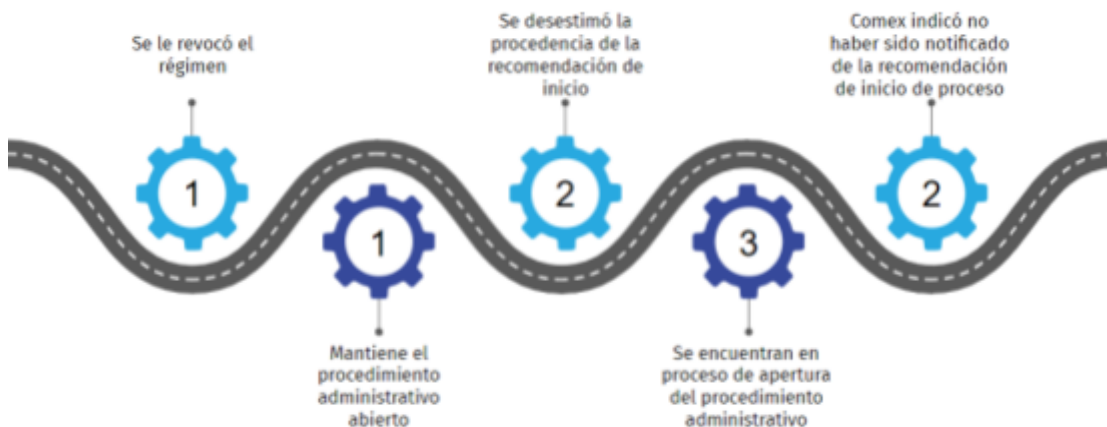 Se le revocó el
régimen
1
Mantiene el
procedimiento
administrativo
abierto
1
Se desestimó la
procedencia de la
recomendación de
inicio
2
Se encuentran en
proceso de apertura
del procedimiento
administrativo
3
Comex indicó no
haber sido notificado
de la recomendación
de inicio de proceso
2